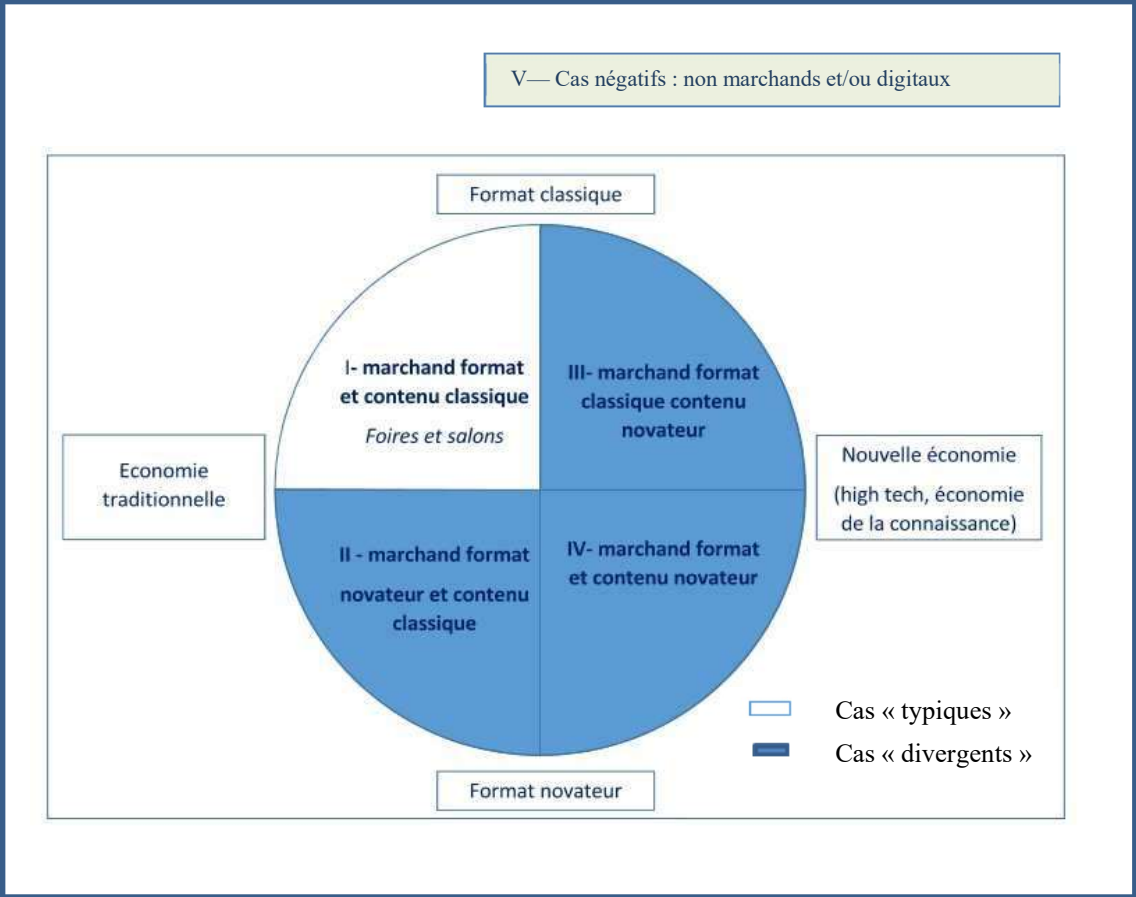 V— Cas négatifs : non marchands et/ou digitaux
Format classique
I- marchand format
et contenu classique
Foires et salons
III- marchand format
classique contenu
novateur
Economie
traditionnelle
Nouvelle économie
(high tech, économie
de la connaissance)
II - marchand format
novateur et contenu
classique
IV- marchand format
et contenu novateur
Cas « typiques »
Cas « divergents »
Format novateur